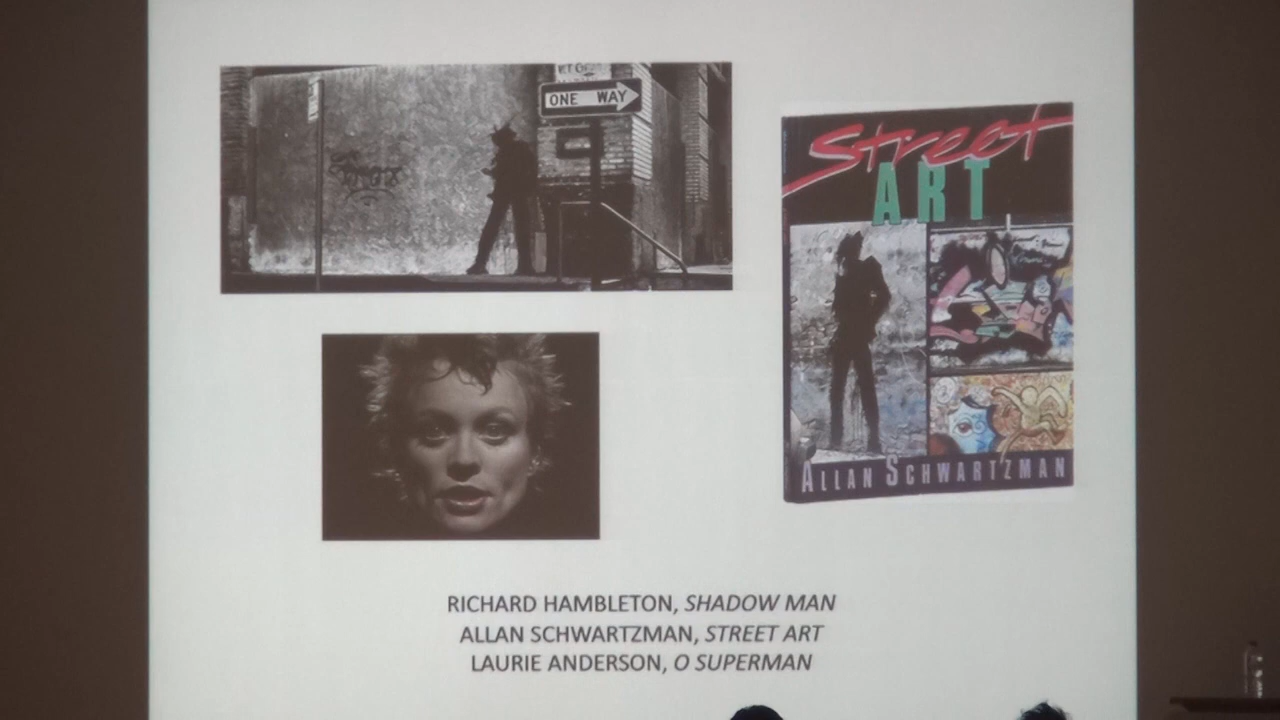 ONE WAY
Street
ART
ALLAN SCHWARTZMAN
RICHARD HAMBLETON, SHADOW MAN
ALLAN SCHWARTZMAN, STREET ART
LAURIE ANDERSON, O SUPERMAN